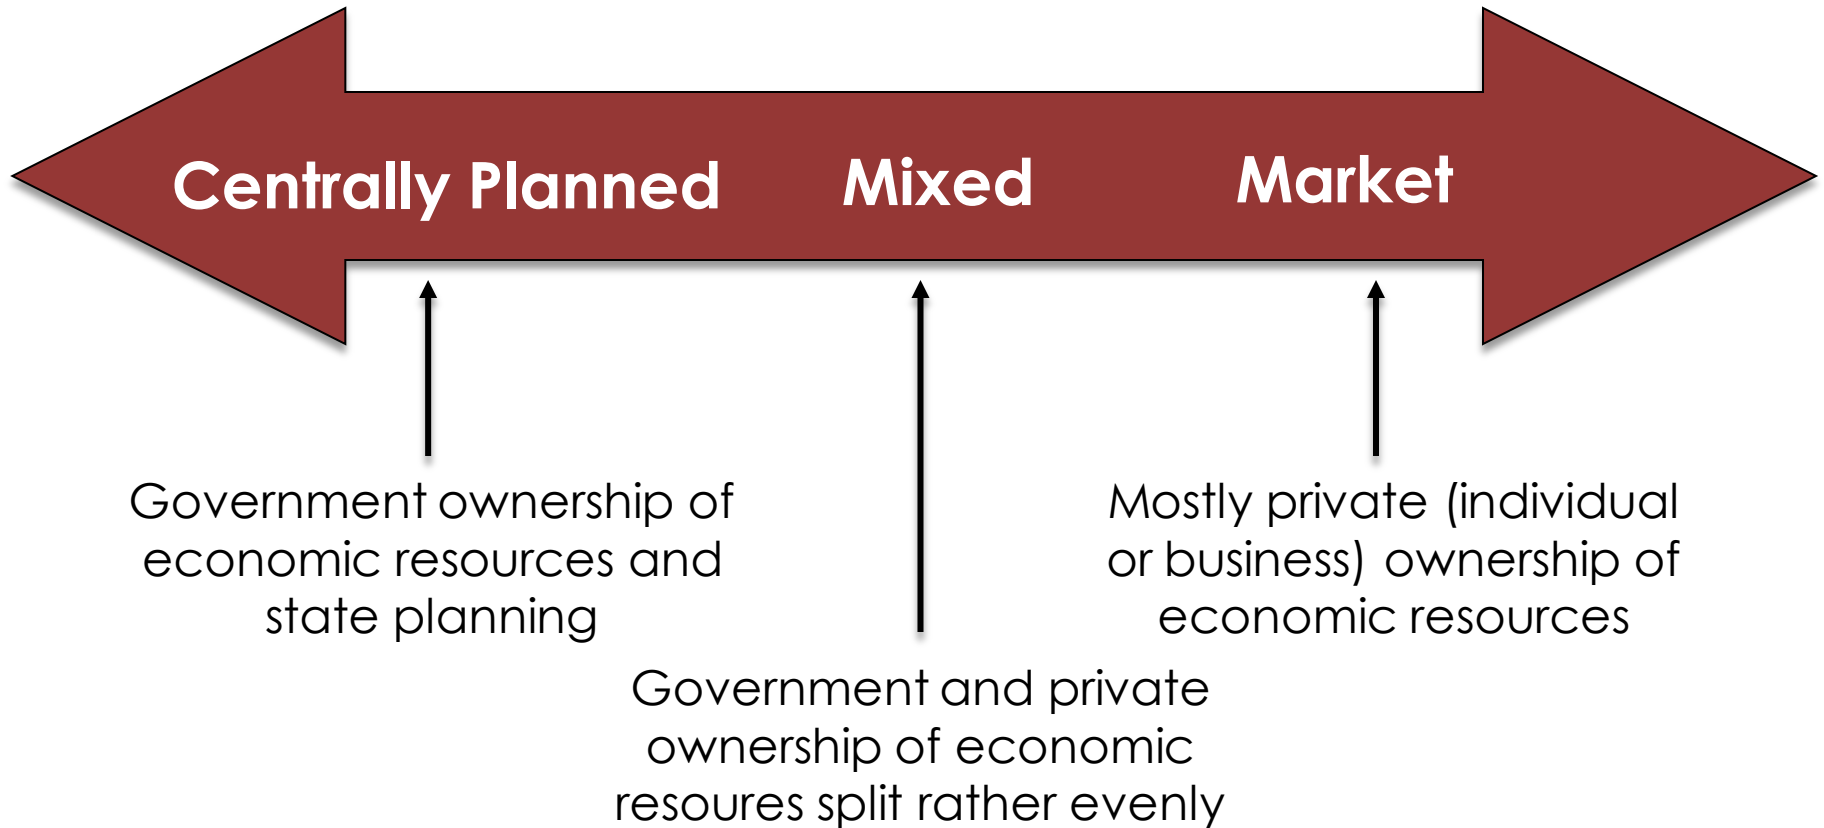 Centrally Planned
Mixed
Market
Government ownership of
economic resources and
state planning
Mostly private (individual
or business) ownership of
economic resources
Government and private
ownership of economic
resoures split rather evenly